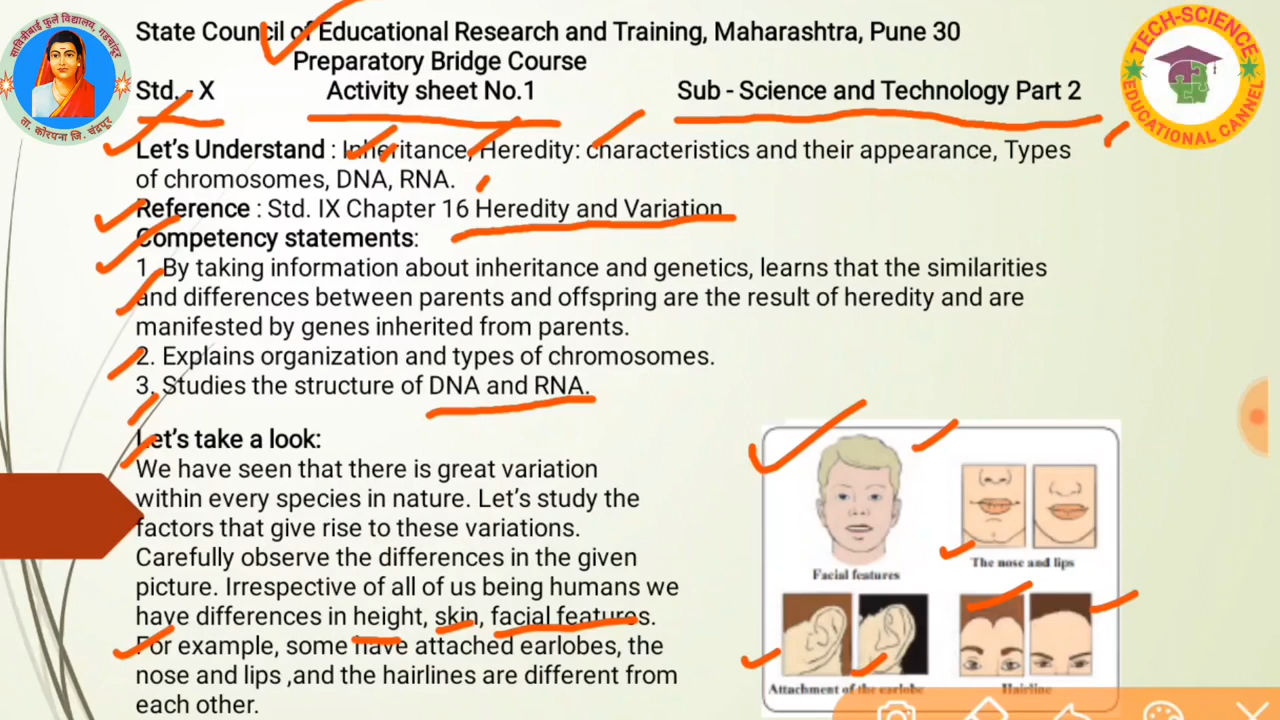 सावित्रीबाई फुले विद्यालय, गडचांदूर
ता. कोरपना जि. चंद्रपूर
TECH-SCIENCE
EDUCATIONAL CANNEL
State Council of Educational Research and Training, Maharashtra, Pune 30
Preparatory Bridge Course
Std. - X Activity sheet No.1 Sub - Science and Technology Part 2
Let's Understand : Inheritance, Heredity: characteristics and their appearance, Types
of chromosomes, DNA, RNA.
Reference : Std. IX Chapter 16 Heredity and Variation
Competency statements:
1. By taking information about inheritance and genetics, learns that the similarities
and differences between parents and offspring are the result of heredity and are
manifested by genes inherited from parents.
2. Explains organization and types of chromosomes.
3. Studies the structure of DNA and RNA.
Let's take a look:
We have seen that there is great variation
within every species in nature. Let's study the
factors that give rise to these variations.
Carefully observe the differences in the given
picture. Irrespective of all of us being humans we
have differences in height, skin, facial features.
For example, some have attached earlobes, the
nose and lips ,and the hairlines are different from
each other.
Facial features
The nose and lips
Attachment of the earlobe
Hairline